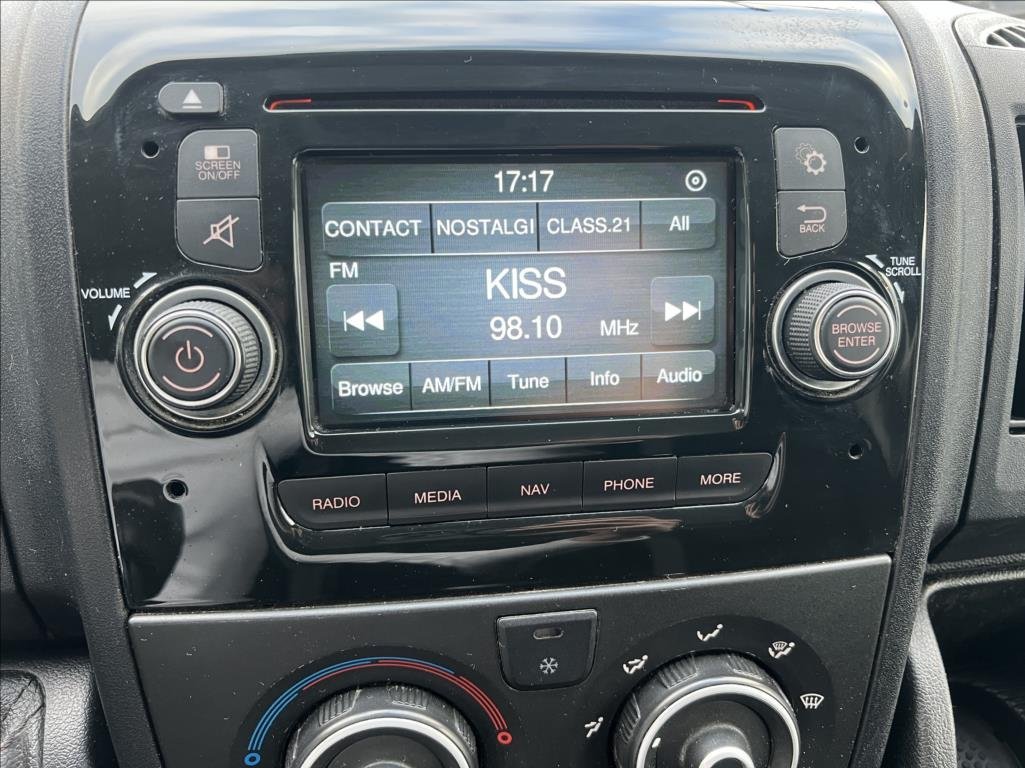 SCREEN
ON/OFF
17:17
CONTACT NOSTALGI CLASS.21 All
BACK
FM
KISS
VOLUME
TUNE
SCROLL
98.10 MHz
BROWSE
ENTER
Browse AM/FM Tune Info Audio
RADIO MEDIA NAV PHONE MORE